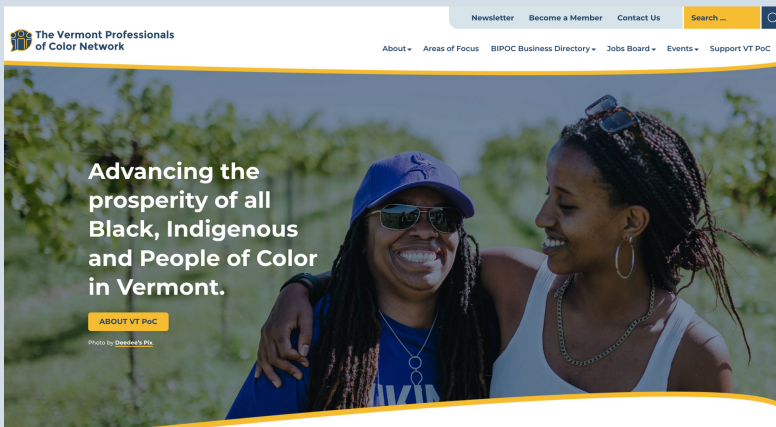 Newsletter Become a Member Contact Us Search ...
The Vermont Professionals
of Color Network
About Areas of Focus BIPOC Business Directory Jobs Board Events Support VT PoC
Advancing the
prosperity of all
Black, Indigenous
and People of Color
in Vermont.
ABOUT VT PoC
Photo by Deedee's Pix